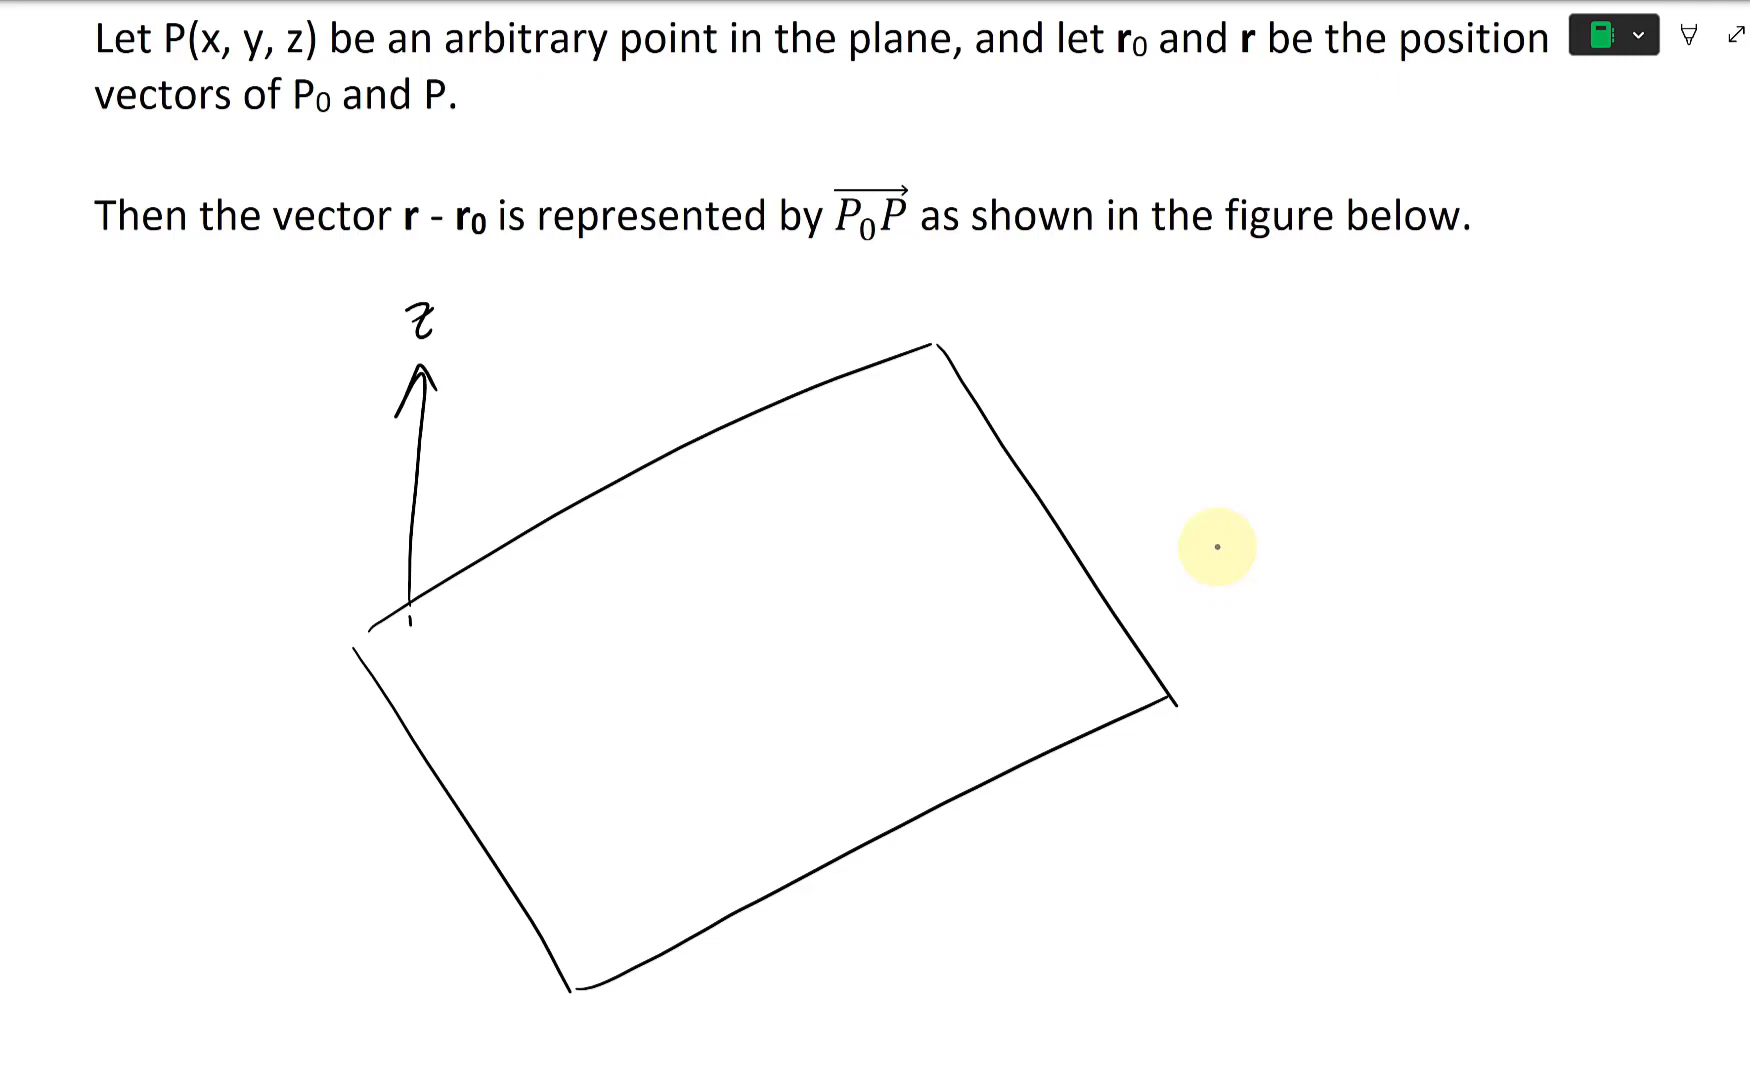 Let P(x, y, z) be an arbitrary point in the plane, and let r₀ and r be the position
vectors of P₀ and P.
Then the vector r - r₀ is represented by \overrightarrow{P₀P} as shown in the figure below.
z